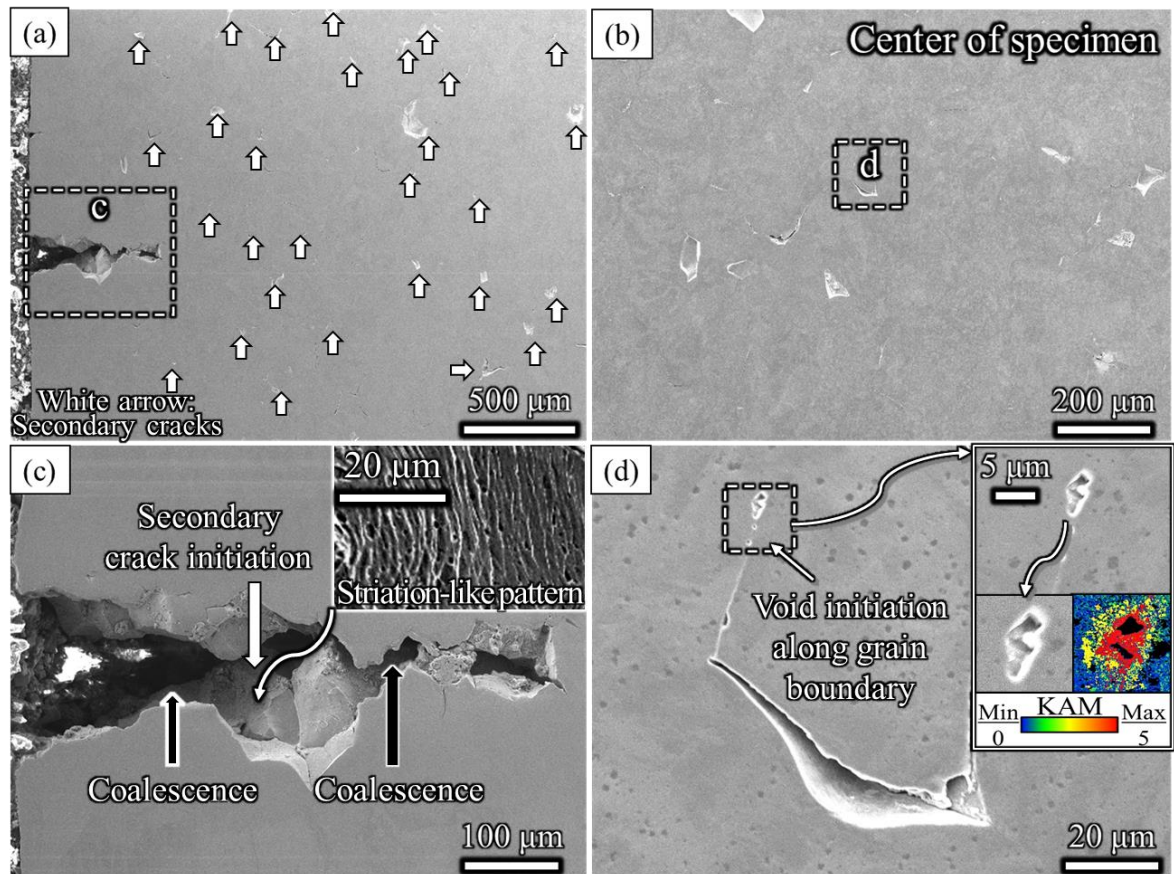 (a)
c
White arrow:
Secondary cracks
500 μm
(b)
Center of specimen
d
200 μm
(c)
20 μm
Secondary
crack initiation
Striation-like pattern
Coalescence
Coalescence
100 μm
(d)
5 μm
Void initiation
along grain
boundary
Min KAM Max
0 5
20 μm